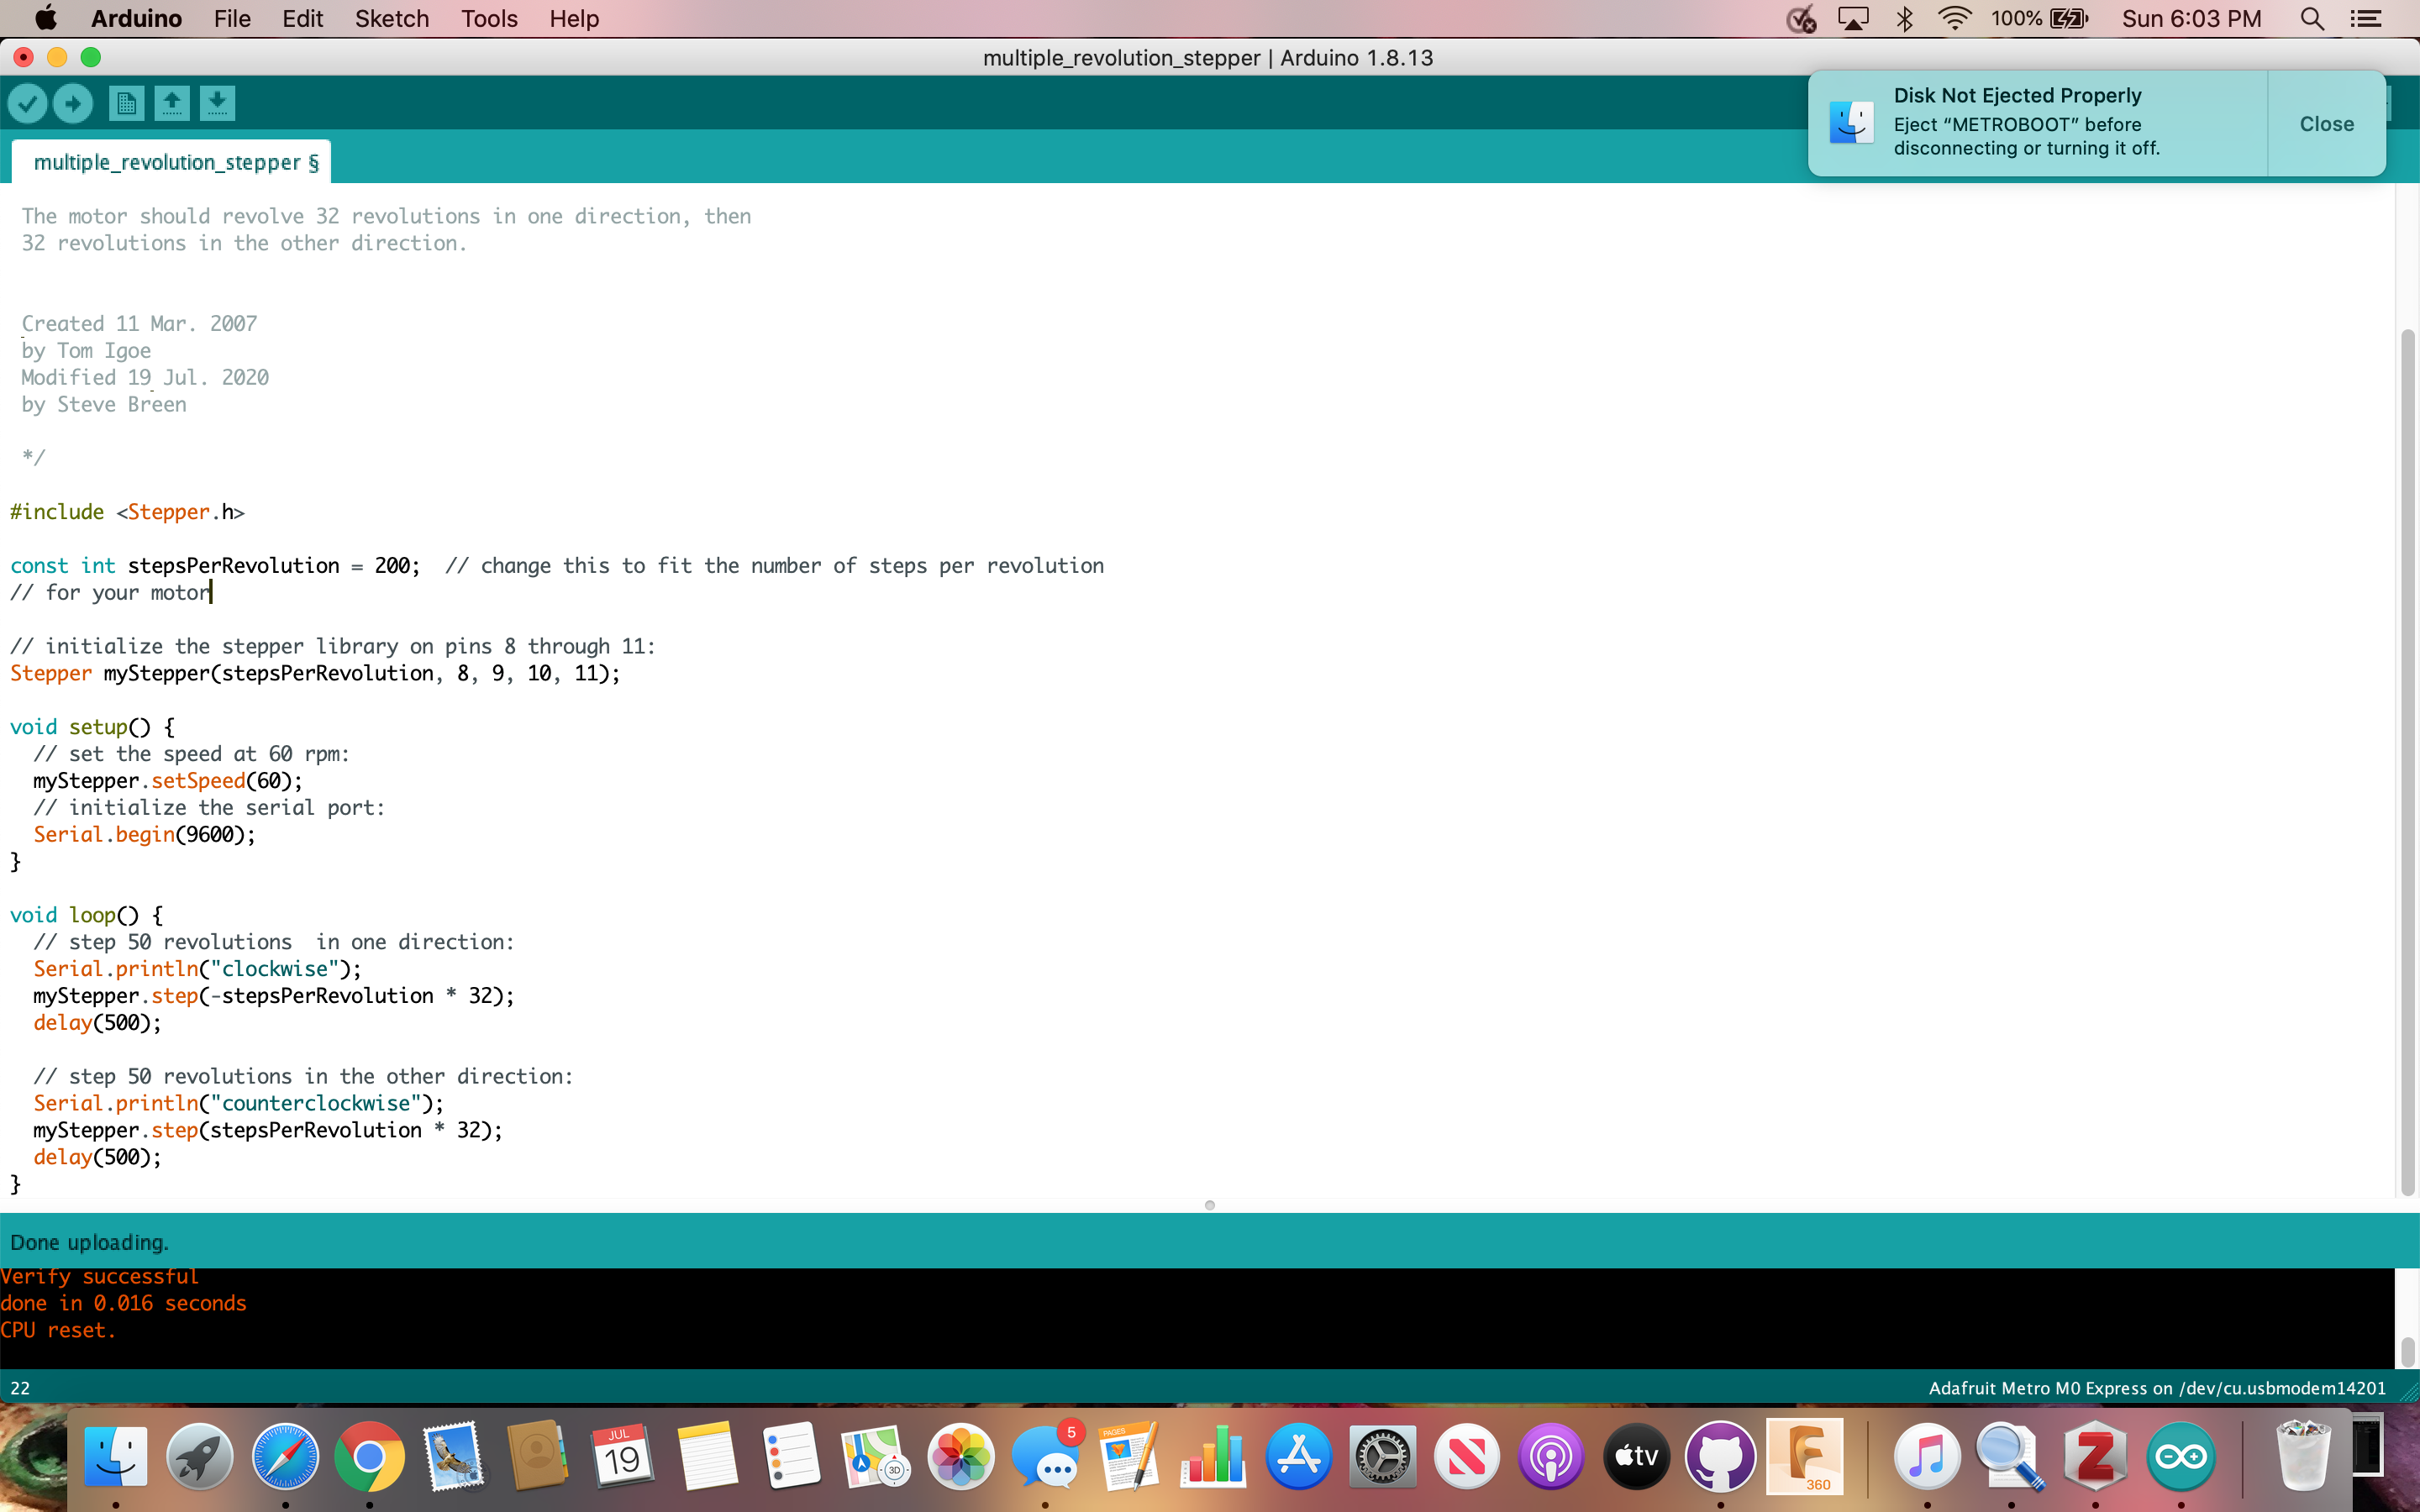 Arduino File Edit Sketch Tools Help 100% Sun 6:03 PM
multiple_revolution_stepper | Arduino 1.8.13
Disk Not Ejected Properly
Eject “METROBOOT” before
disconnecting or turning it off.
Close
multiple_revolution_stepper §
The motor should revolve 32 revolutions in one direction, then
32 revolutions in the other direction.
Created 11 Mar. 2007
by Tom Igoe
Modified 19 Jul. 2020
by Steve Breen
*/
#include <Stepper.h>
const int stepsPerRevolution = 200;  // change this to fit the number of steps per revolution
// for your motor
// initialize the stepper library on pins 8 through 11:
Stepper myStepper(stepsPerRevolution, 8, 9, 10, 11);
void setup() {
  // set the speed at 60 rpm:
  myStepper.setSpeed(60);
  // initialize the serial port:
  Serial.begin(9600);
}
void loop() {
  // step 50 revolutions  in one direction:
  Serial.println("clockwise");
  myStepper.step(-stepsPerRevolution * 32);
  delay(500);
  // step 50 revolutions in the other direction:
  Serial.println("counterclockwise");
  myStepper.step(stepsPerRevolution * 32);
  delay(500);
}
Done uploading.
Verify successful
done in 0.016 seconds
CPU reset.
22
Adafruit Metro M0 Express on /dev/cu.usbmodem14201
JUL
19
3D
5
PAGES
tv
360